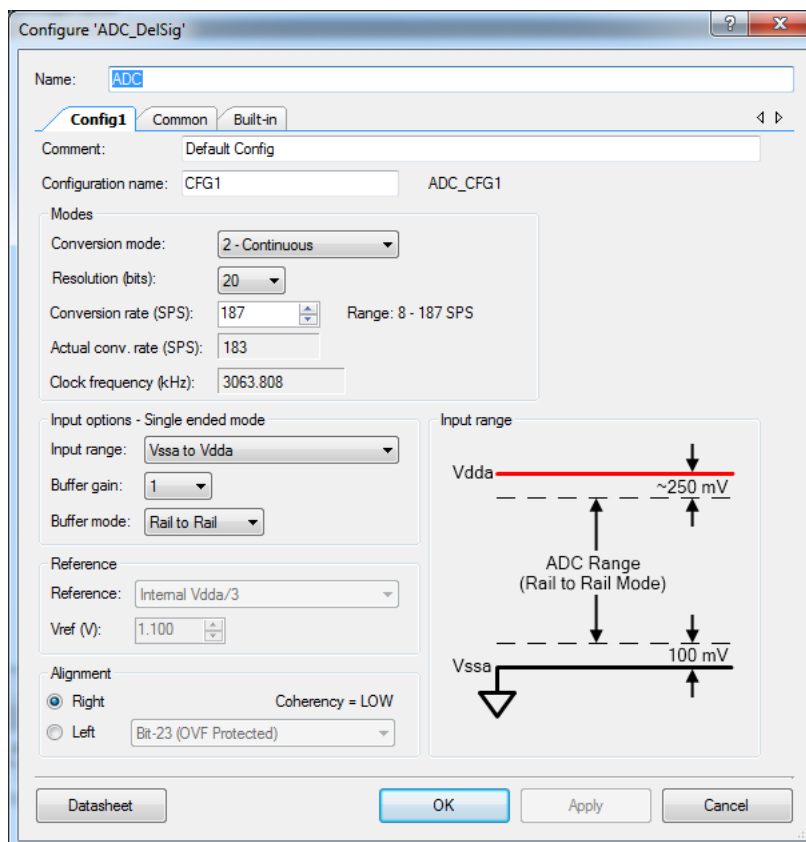 Configure 'ADC_DelSig'
Name: ADC
Config1 Common Built-in
Comment: Default Config
Configuration name: CFG1 ADC_CFG1
Modes
Conversion mode: 2 - Continuous
Resolution (bits): 20
Conversion rate (SPS): 187 Range: 8 - 187 SPS
Actual conv. rate (SPS): 183
Clock frequency (kHz): 3063.808
Input options - Single ended mode
Input range: Vssa to Vdda
Buffer gain: 1
Buffer mode: Rail to Rail
Input range
Vdda
~250 mV
ADC Range
(Rail to Rail Mode)
100 mV
Vssa
Reference
Reference: Internal Vdda/3
Vref (V): 1.100
Alignment
Right Coherency = LOW
Left Bit-23 (OVF Protected)
Datasheet OK Apply Cancel